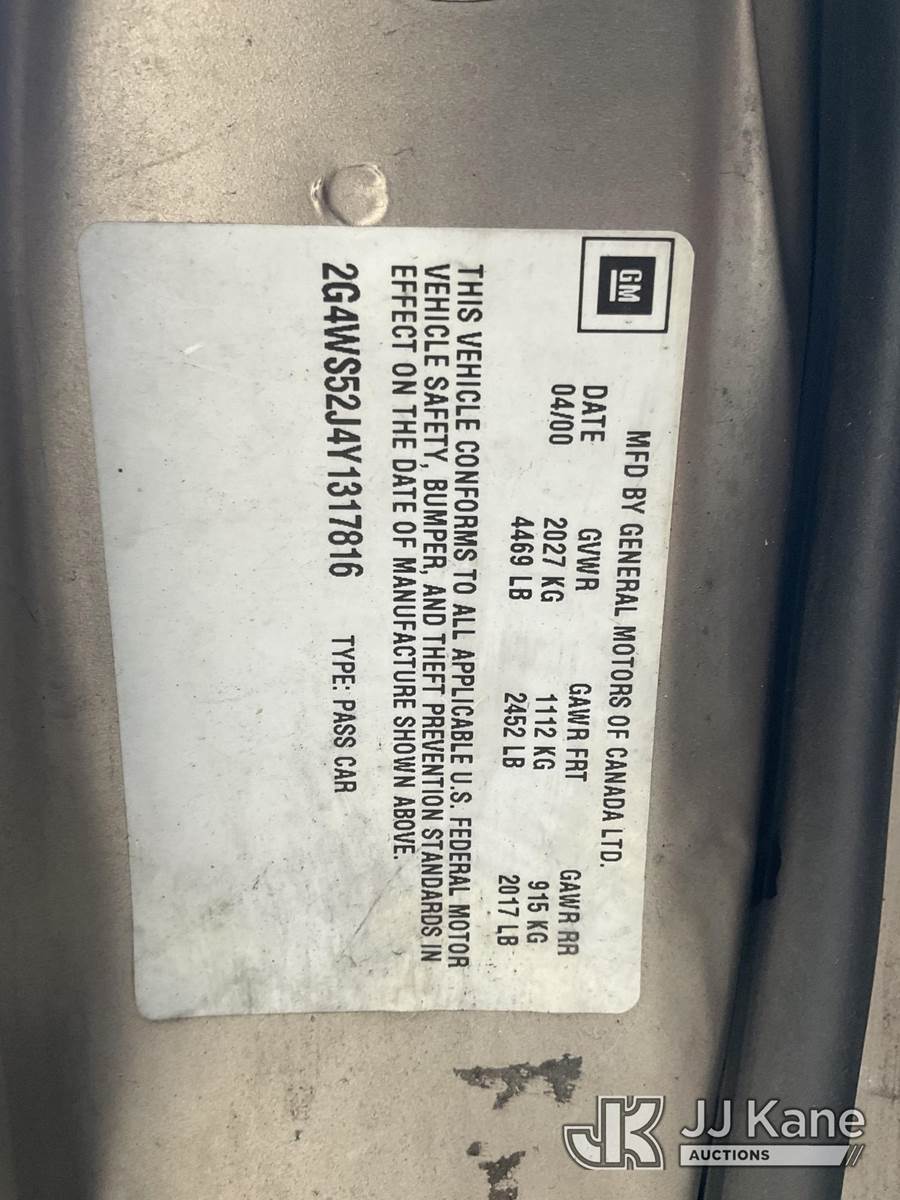 GM
MFD BY GENERAL MOTORS OF CANADA LTD.
DATE GVWR GAWR FRT GAWR RR
04/00 2027 KG 1112 KG 915 KG
4469 LB 2452 LB 2017 LB
THIS VEHICLE CONFORMS TO ALL APPLICABLE U.S. FEDERAL MOTOR
VEHICLE SAFETY, BUMPER, AND THEFT PREVENTION STANDARDS IN
EFFECT ON THE DATE OF MANUFACTURE SHOWN ABOVE.
2G4WS52J4Y1317816 TYPE: PASS CAR
JK JJ Kane
AUCTIONS